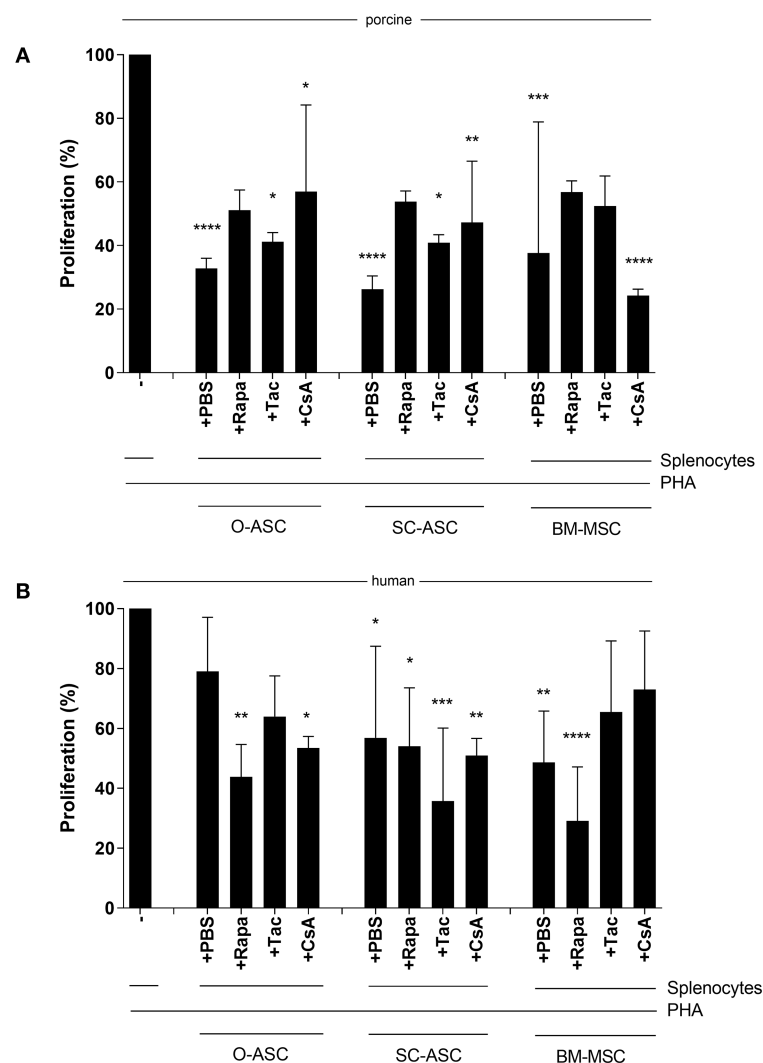 porcine
A
Proliferation (%)
100
80
60
40
20
0
* ** *** * * **** **** ****
- +PBS +Rapa +Tac +CsA +PBS +Rapa +Tac +CsA +PBS +Rapa +Tac +CsA
Splenocytes
PHA
O-ASC SC-ASC BM-MSC
human
B
Proliferation (%)
100
80
60
40
20
0
** * * * *** ** ** ****
- +PBS +Rapa +Tac +CsA +PBS +Rapa +Tac +CsA +PBS +Rapa +Tac +CsA
Splenocytes
PHA
O-ASC SC-ASC BM-MSC